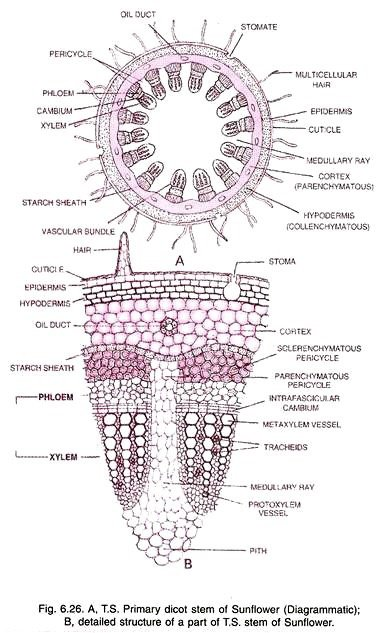 OIL DUCT
STOMATE
PERICYCLE
MULTICELLULAR
HAIR
PHLOEM
CAMBIUM
XYLEM
EPIDERMIS
CUTICLE
MEDULLARY RAY
CORTEX
(PARENCHYMATOUS)
STARCH SHEATH
HYPODERMIS
(COLLENCHYMATOUS)
VASCULAR BUNDLE
A
HAIR
STOMA
CUTICLE
EPIDERMIS
HYPODERMIS
OIL DUCT
CORTEX
SCLERENCHYMATOUS
PERICYCLE
STARCH SHEATH
PARENCHYMATOUS
PERICYCLE
PHLOEM
INTRAFASCICULAR
CAMBIUM
METAXYLEM VESSEL
TRACHEIDS
XYLEM
MEDULLARY RAY
PROTOXYLEM
VESSEL
PITH
B
Fig. 6.26. A, T.S. Primary dicot stem of Sunflower (Diagrammatic);
B, detailed structure of a part of T.S. stem of Sunflower.